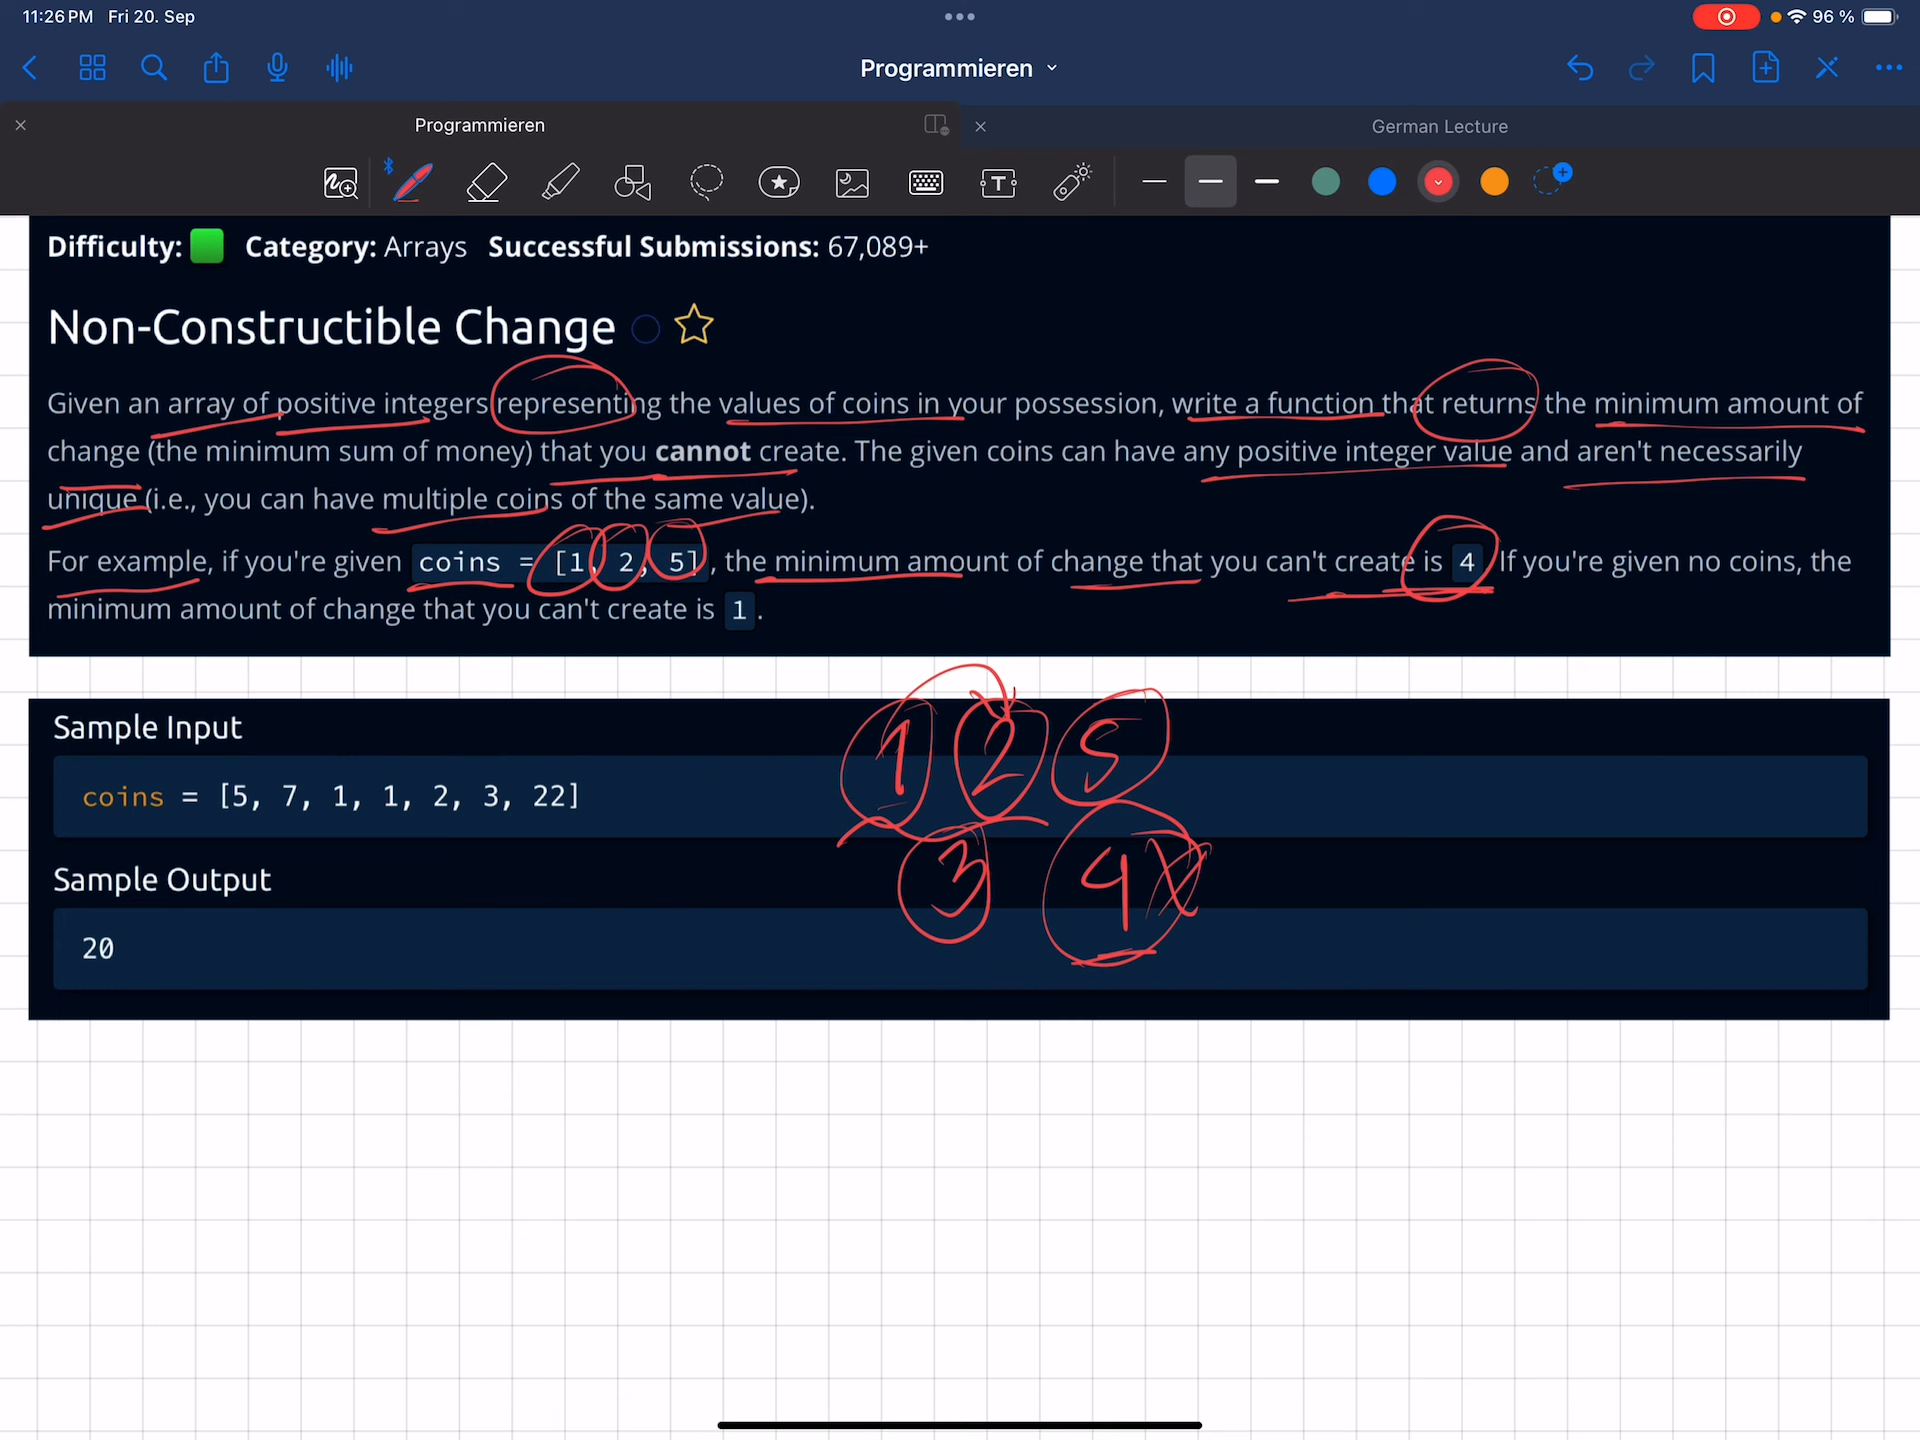 11:26 PM Fri 20. Sep
96 %
Programmieren
Programmieren
German Lecture
T
Difficulty: Category: Arrays Successful Submissions: 67,089+
Non-Constructible Change
Given an array of positive integers representing the values of coins in your possession, write a function that returns the minimum amount of
change (the minimum sum of money) that you cannot create. The given coins can have any positive integer value and aren't necessarily
unique (i.e., you can have multiple coins of the same value).
For example, if you're given coins = [1, 2, 5], the minimum amount of change that you can't create is 4 If you're given no coins, the
minimum amount of change that you can't create is 1.
1 2 5
3 4
Sample Input
coins = [5, 7, 1, 1, 2, 3, 22]
Sample Output
20